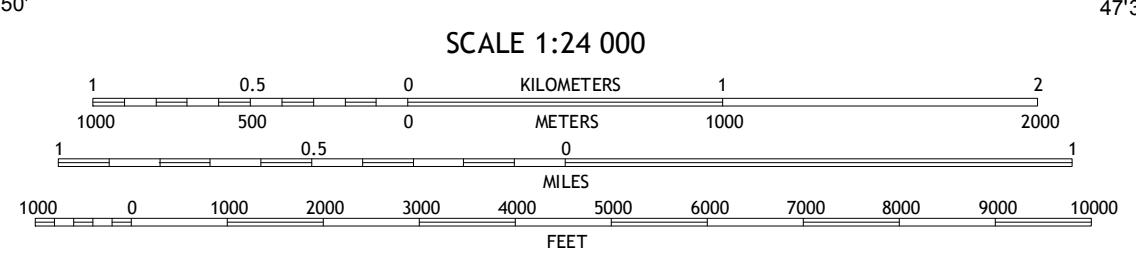 50'
47'3
SCALE 1:24 000
1 0.5 0 KILOMETERS 1 2
1000 500 0 METERS 1000 2000
1 0.5 0 1
MILES
1000 0 1000 2000 3000 4000 5000 6000 7000 8000 9000 10000
FEET